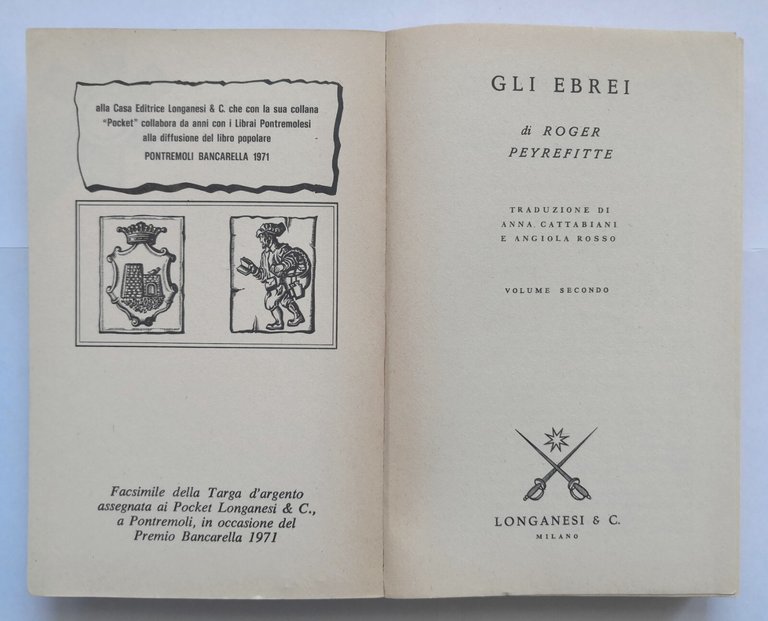 alla Casa Editrice Longanesi & C. che con la sua collana
"Pocket" collabora da anni con i Librai Pontremolesi
alla diffusione del libro popolare
PONTREMOLI BANCARELLA 1971
Facsimile della Targa d'argento
assegnata ai Pocket Longanesi & C.,
a Pontremoli, in occasione del
Premio Bancarella 1971
GLI EBREI
di ROGER
PEYREFITTE
TRADUZIONE DI
ANNA CATTABIANI
E ANGIOLA ROSSO
VOLUME SECONDO
LONGANESI & C.
MILANO